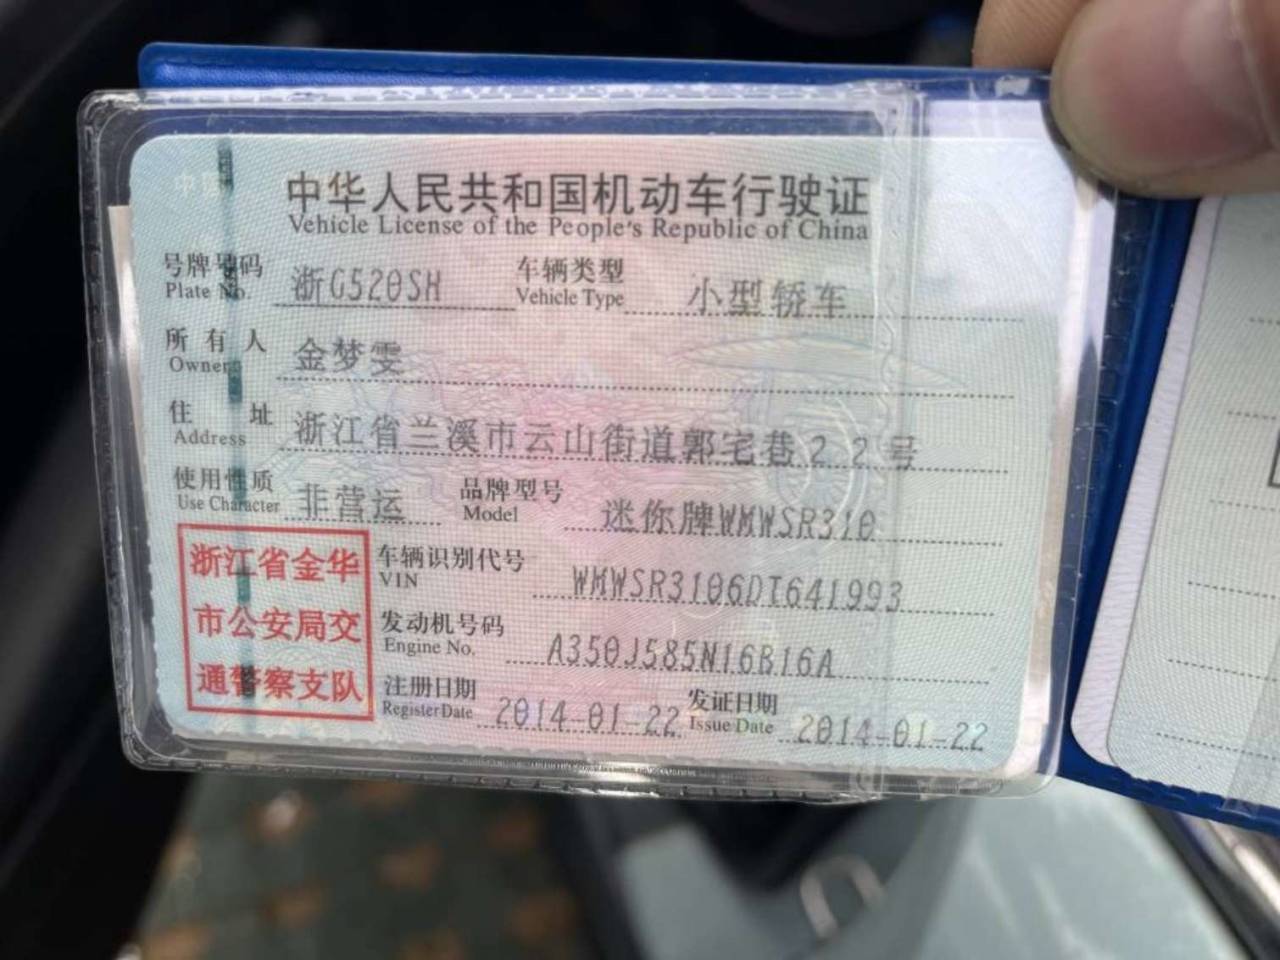 中华人民共和国机动车行驶证
Vehicle License of the People's Republic of China
号牌号码 浙G520SH 车辆类型 小型轿车
Plate No. Vehicle Type
所有人 金梦雯
Owner
住址 浙江省兰溪市云山街道郭宅巷22号
Address
使用性质 非营运 品牌型号 迷你牌WMWSR310
Use Character Model
浙江省金华
市公安局交
通警察支队
车辆识别代号 WMWSR3106DT641993
VIN
发动机号码 A350J585N16B16A
Engine No.
注册日期 2014-01-22 发证日期 2014-01-22
Register Date Issue Date